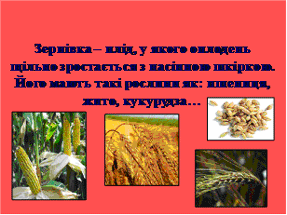 Зернівка – плід, у якого оплодень
щільно зростається з насінною шкіркою.
Його мають такі рослини як: пшениця,
жито, кукурудза…